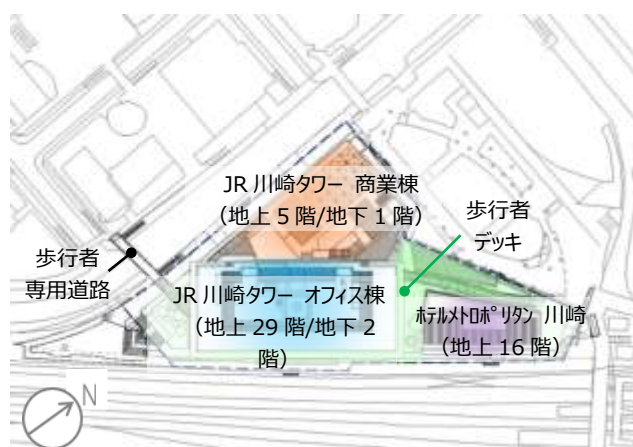 JR 川崎タワー 商業棟
（地上 5 階/地下 1 階）
歩行者
デッキ
歩行者
専用道路
JR 川崎タワー オフィス棟
（地上 29 階/地下 2
階）
ﾎﾃﾙﾒﾄﾛﾎﾟﾘﾀﾝ 川崎
（地上 16 階）
N